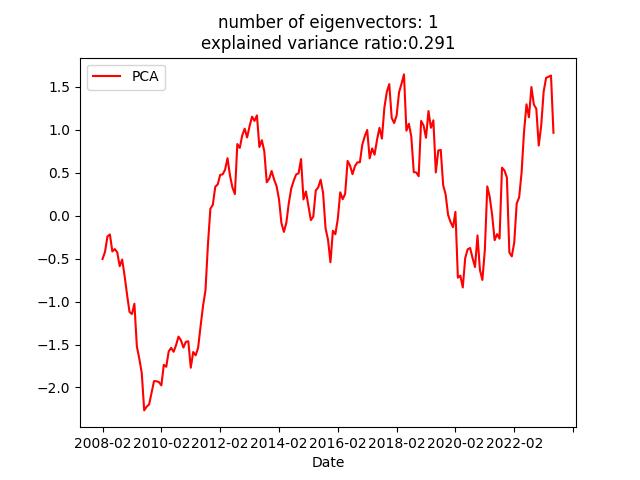 number of eigenvectors: 1
explained variance ratio:0.291
PCA
1.5
1.0
0.5
0.0
−0.5
−1.0
−1.5
−2.0
2008-02 2010-02 2012-02 2014-02 2016-02 2018-02 2020-02 2022-02
Date